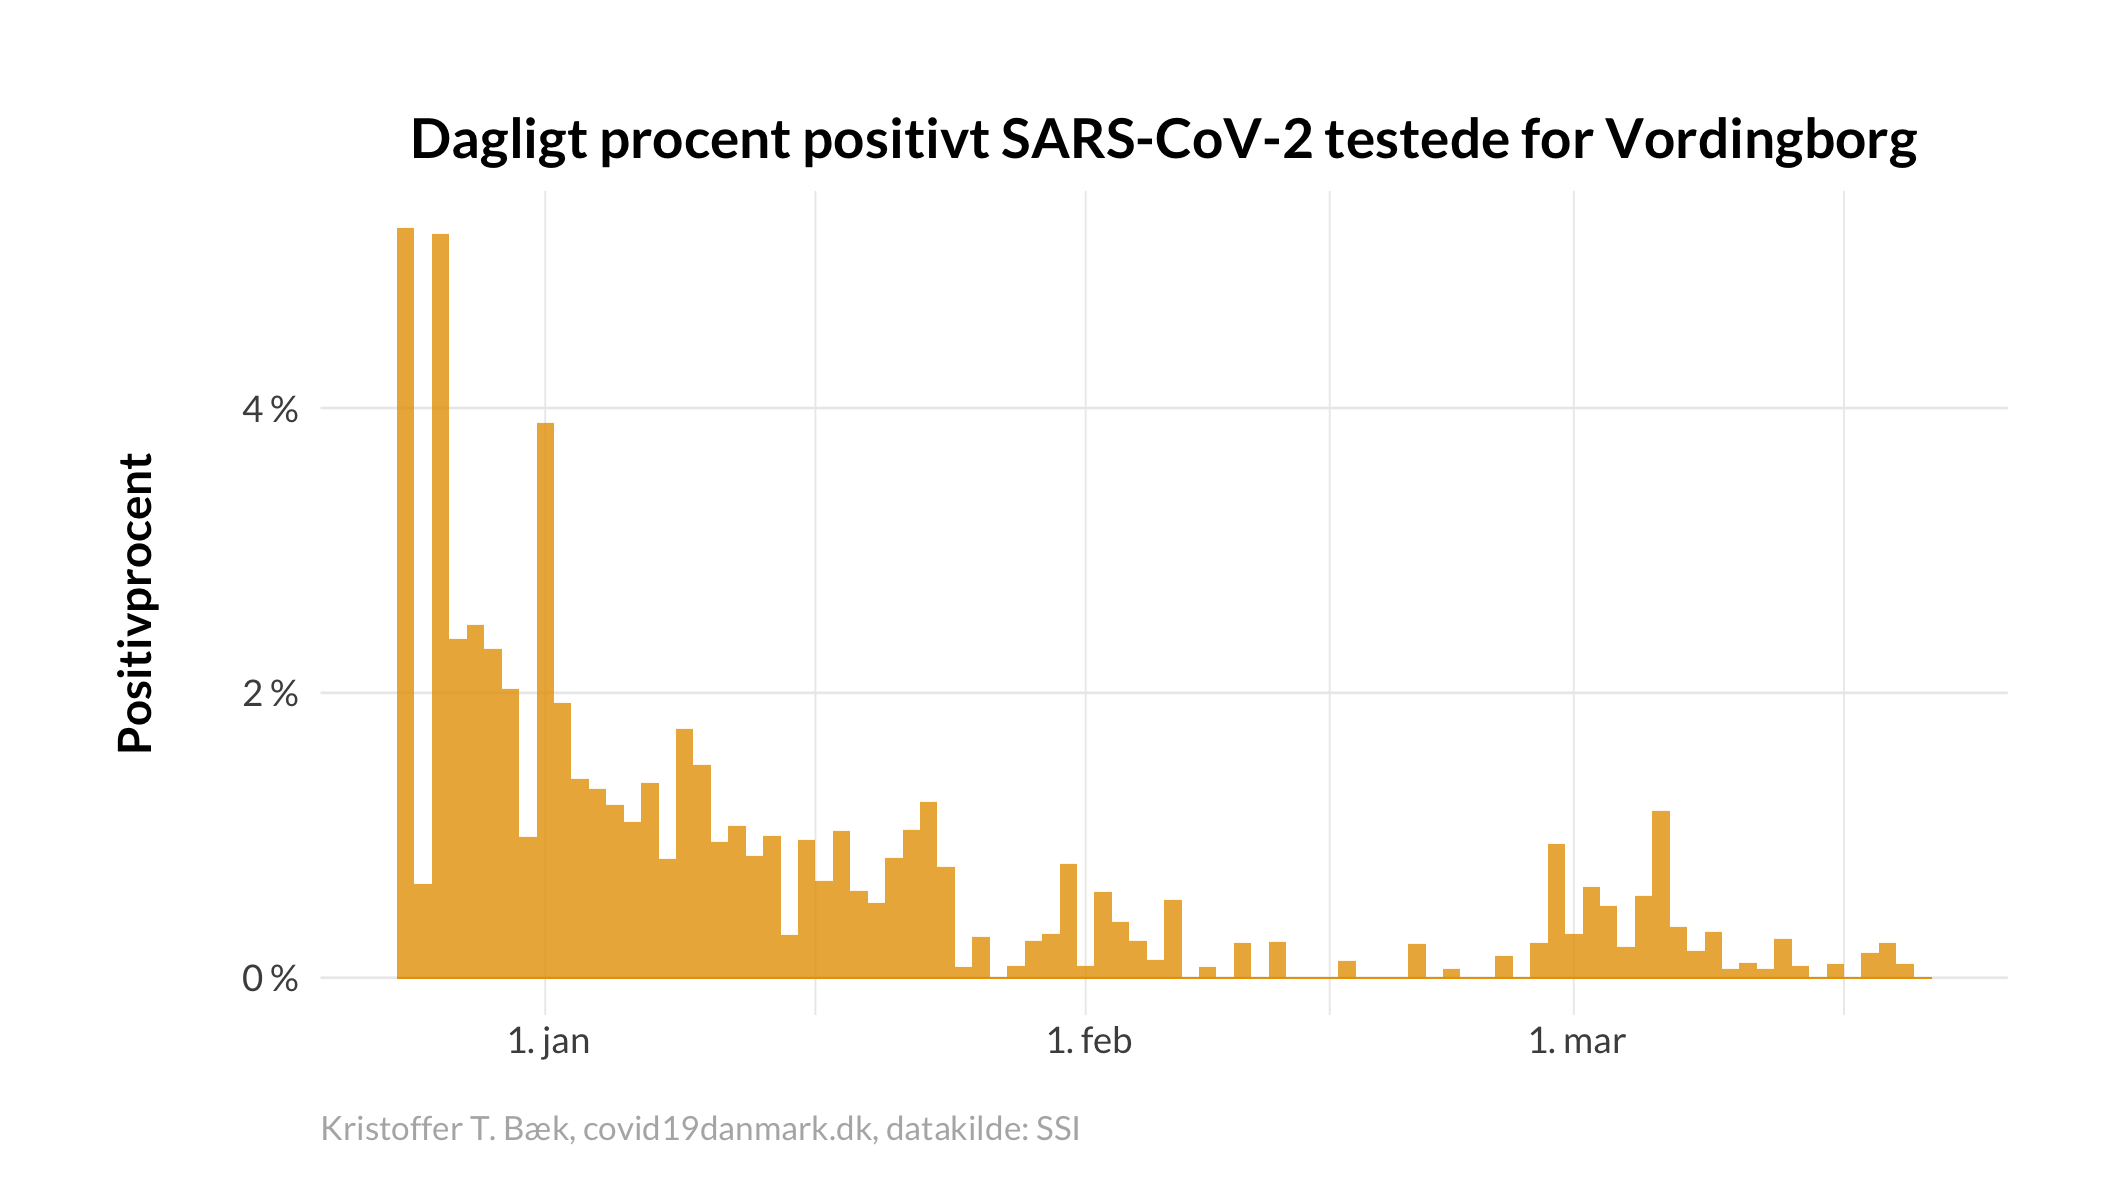 Dagligt procent positivt SARS-CoV-2 testede for Vordingborg
Positivprocent
4 %
2 %
0 %
1. jan
1. feb
1. mar
Kristoffer T. Bæk, covid19danmark.dk, datakilde: SSI